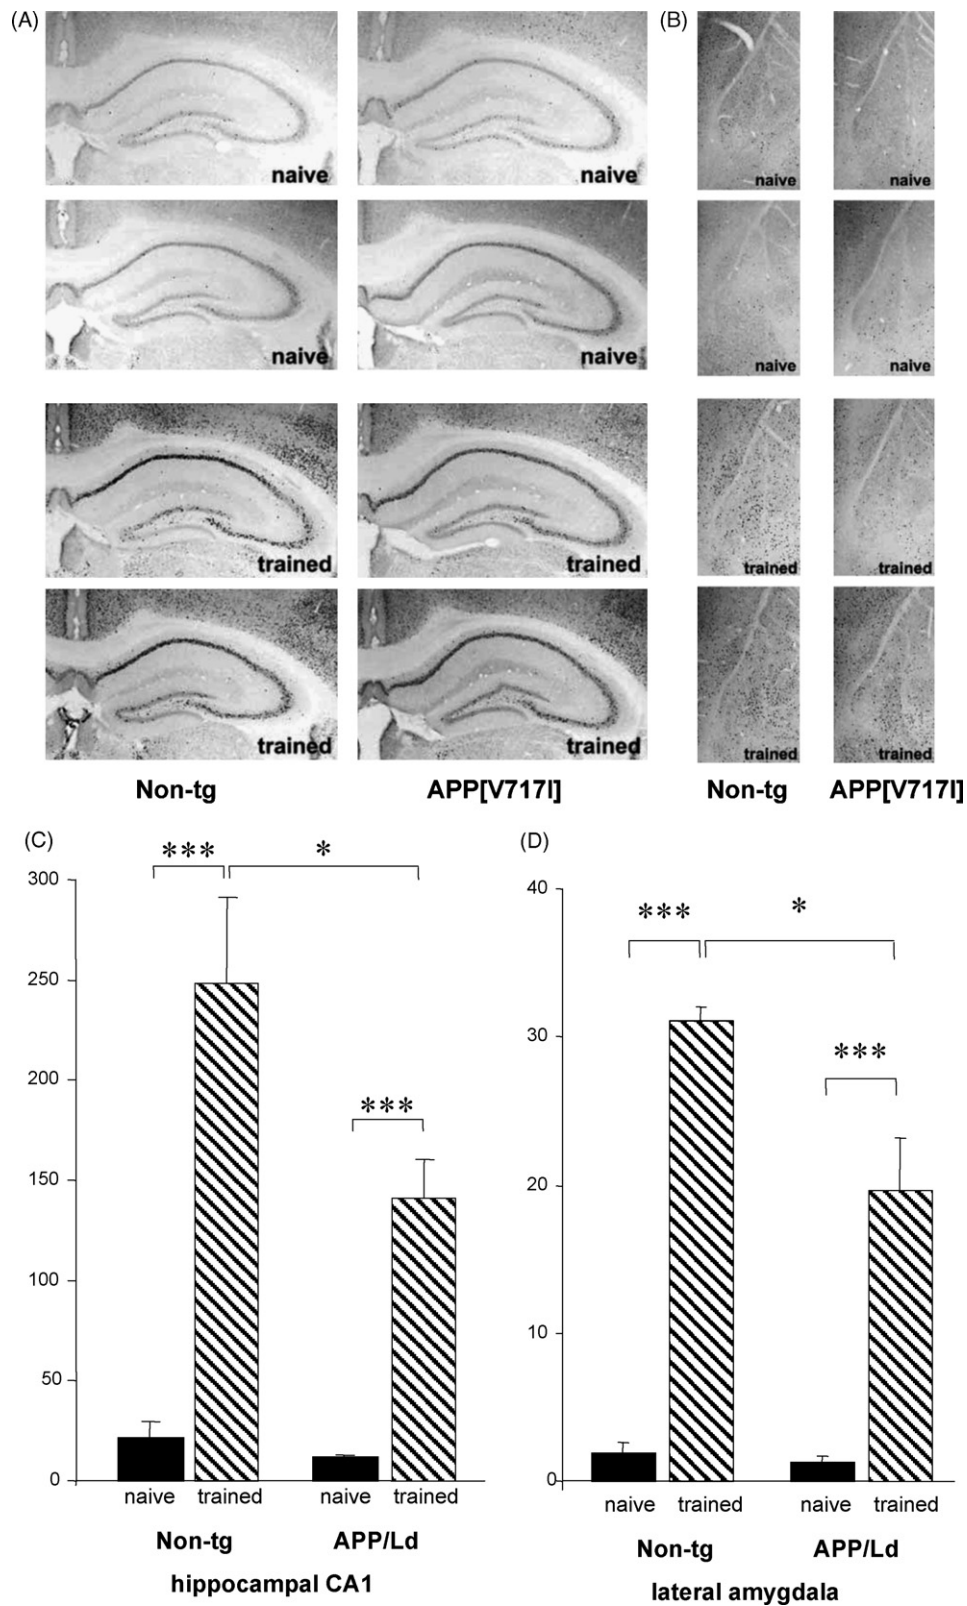 (A)
(B)
naive
naive
naive
naive
naive
naive
naive
naive
trained
trained
trained
trained
trained
trained
trained
trained
Non-tg
APP[V717I]
Non-tg
APP[V717I]
(C)
(D)
***
*
***
300
250
200
150
100
50
0
naive
trained
naive
trained
Non-tg
APP/Ld
hippocampal CA1
***
*
***
40
30
20
10
0
naive
trained
naive
trained
Non-tg
APP/Ld
lateral amygdala